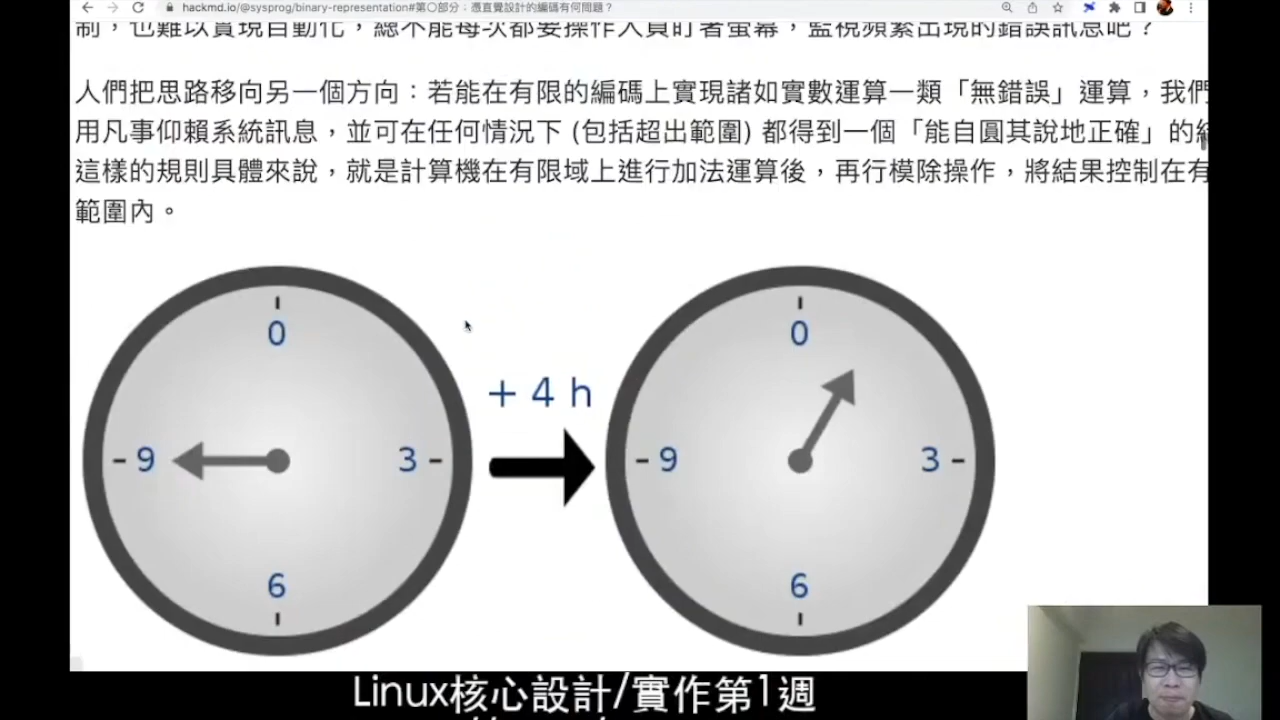 hackmd.io/@sysprog/binary-representation#第〇部分：憑直覺設計的編碼有何問題？
制，也難以實現自動化，總不能每次都要操作人員盯著螢幕，監視頻繁出現的錯誤訊息吧？
人們把思路移向另一個方向：若能在有限的編碼上實現諸如實數運算一類「無錯誤」運算，我們
用凡事仰賴系統訊息，並可在任何情況下 (包括超出範圍) 都得到一個「能自圓其說地正確」的
這樣的規則具體來說，就是計算機在有限域上進行加法運算後，再行模除操作，將結果控制在有
範圍內。
0
9
3
6
+ 4 h
0
9
3
6
Linux核心設計/實作第1週